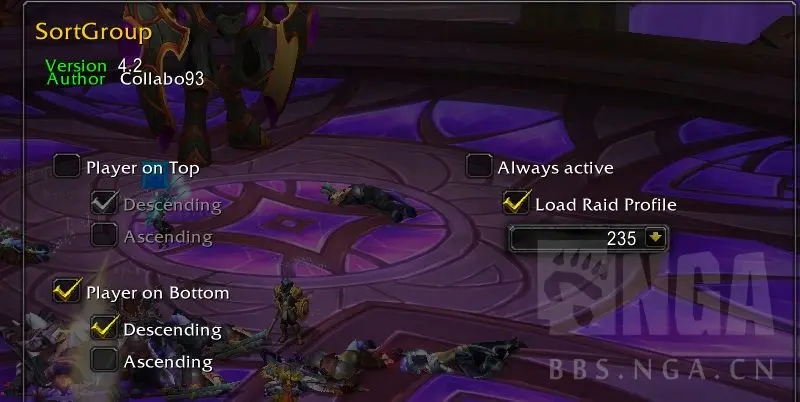 SortGroup
Version 4.2
Author Collabo93
Player on Top
Descending
Ascending
Always active
Load Raid Profile
235
Player on Bottom
Descending
Ascending
NGA
BBS.NGA.CN